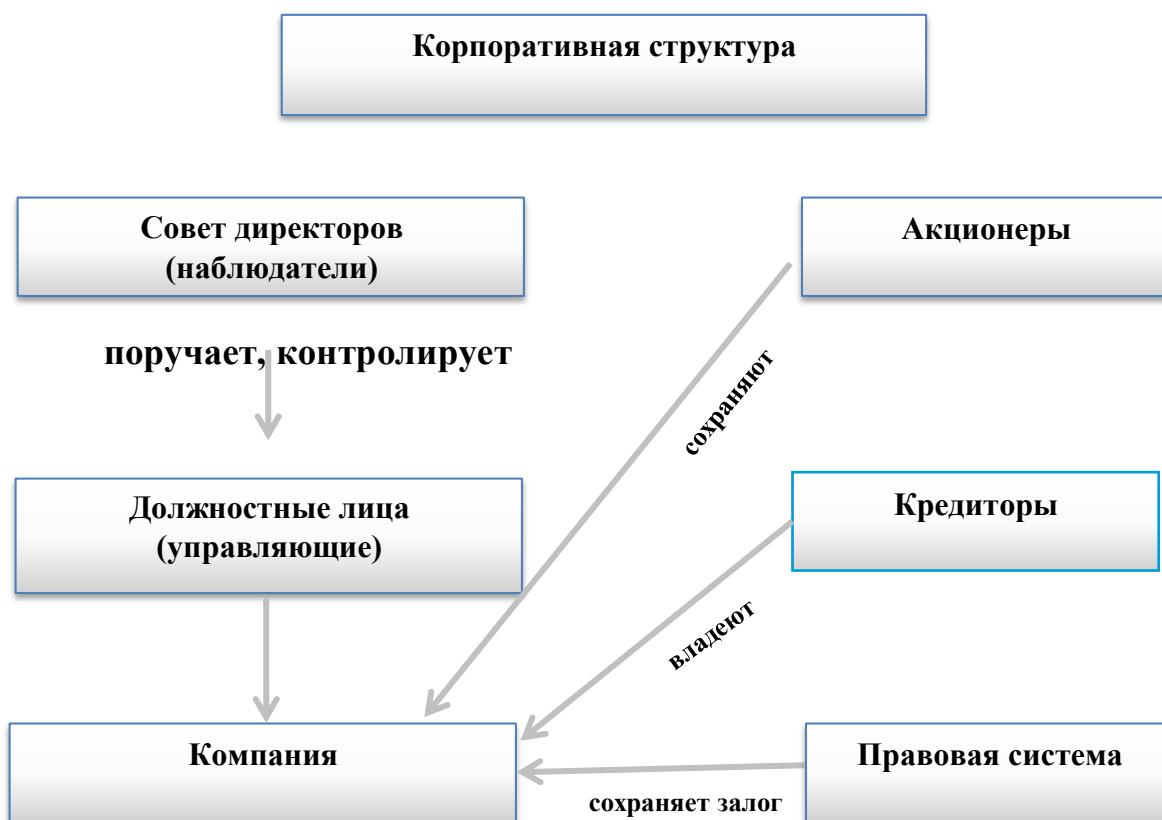 Корпоративная структура
Совет директоров
(наблюдатели)
Акционеры
поручает, контролирует
сохраняют
Должностные лица
(управляющие)
Кредиторы
владеют
Компания
Правовая система
сохраняет залог